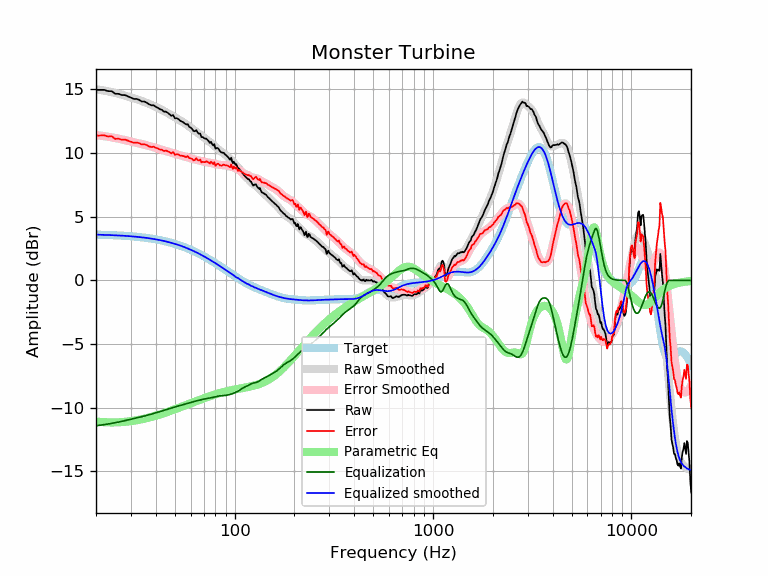 Monster Turbine
15
10
5
0
−5
−10
−15
Amplitude (dBr)
Target
Raw Smoothed
Error Smoothed
Raw
Error
Parametric Eq
Equalization
Equalized smoothed
100
1000
10000
Frequency (Hz)